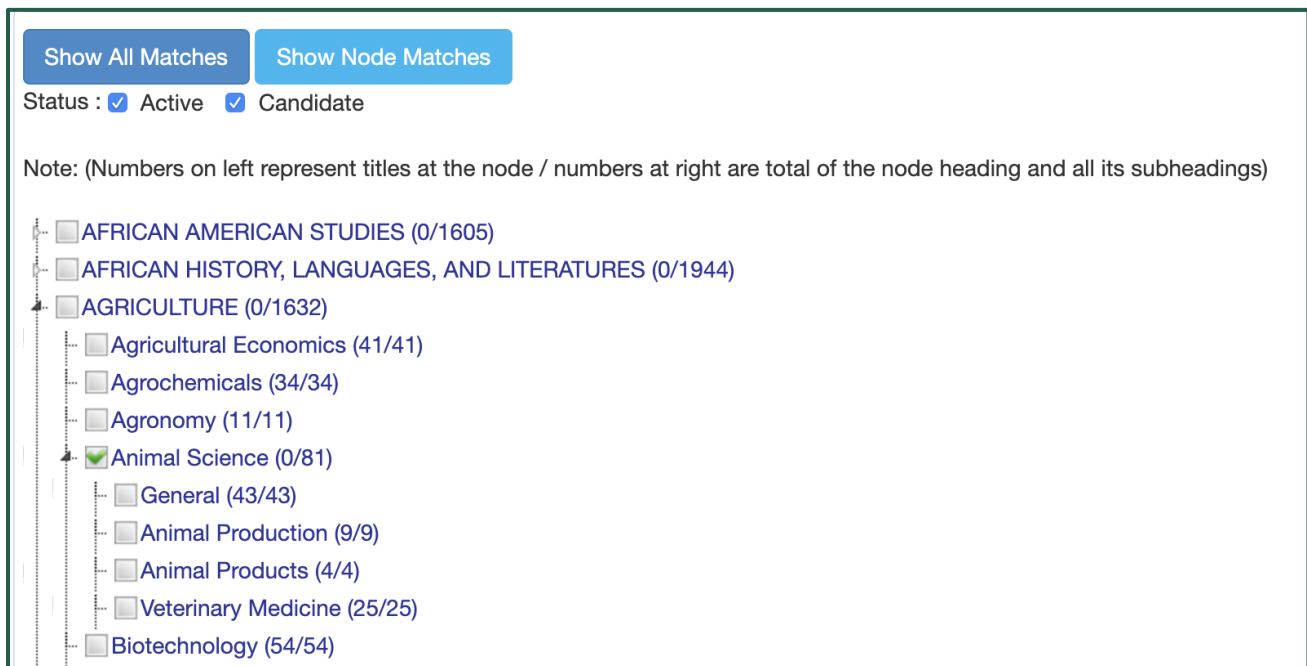 Show All Matches Show Node Matches
Status : Active Candidate
Note: (Numbers on left represent titles at the node / numbers at right are total of the node heading and all its subheadings)
AFRICAN AMERICAN STUDIES (0/1605)
AFRICAN HISTORY, LANGUAGES, AND LITERATURES (0/1944)
AGRICULTURE (0/1632)
Agricultural Economics (41/41)
Agrochemicals (34/34)
Agronomy (11/11)
Animal Science (0/81)
General (43/43)
Animal Production (9/9)
Animal Products (4/4)
Veterinary Medicine (25/25)
Biotechnology (54/54)